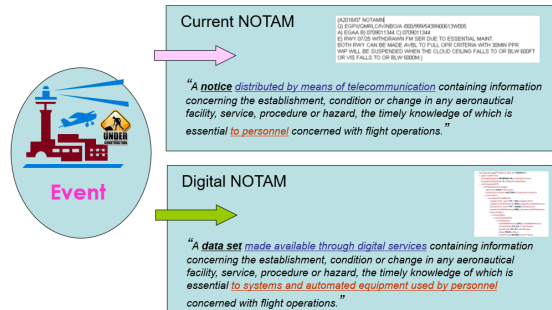 Current NOTAM
(A2018/07 NOTAMN
Q) EGPX/QMRLC/IV/NBO/A /000/999/5439N00613W005
A) EGAA B) 0709011344 C) 0709011344
E) RWY 07/25 WITHDRAWN FM SER DUE TO ESSENTIAL MAINT.
BOTH RWY CAN BE MADE AVBL TO FULL OPR CRITERIA WITH 30MIN PPR.
WIP WILL BE SUSPENDED WHEN THE CLOUD CEILING FALLS TO OR BLW 600FT
OR VIS FALLS TO OR BLW 6000M.)
“A notice distributed by means of telecommunication containing information
concerning the establishment, condition or change in any aeronautical
facility, service, procedure or hazard, the timely knowledge of which is
essential to personnel concerned with flight operations.”
UNDER
CONSTRUCTION
Event
Digital NOTAM
“A data set made available through digital services containing information
concerning the establishment, condition or change in any aeronautical
facility, service, procedure or hazard, the timely knowledge of which is
essential to systems and automated equipment used by personnel
concerned with flight operations.”